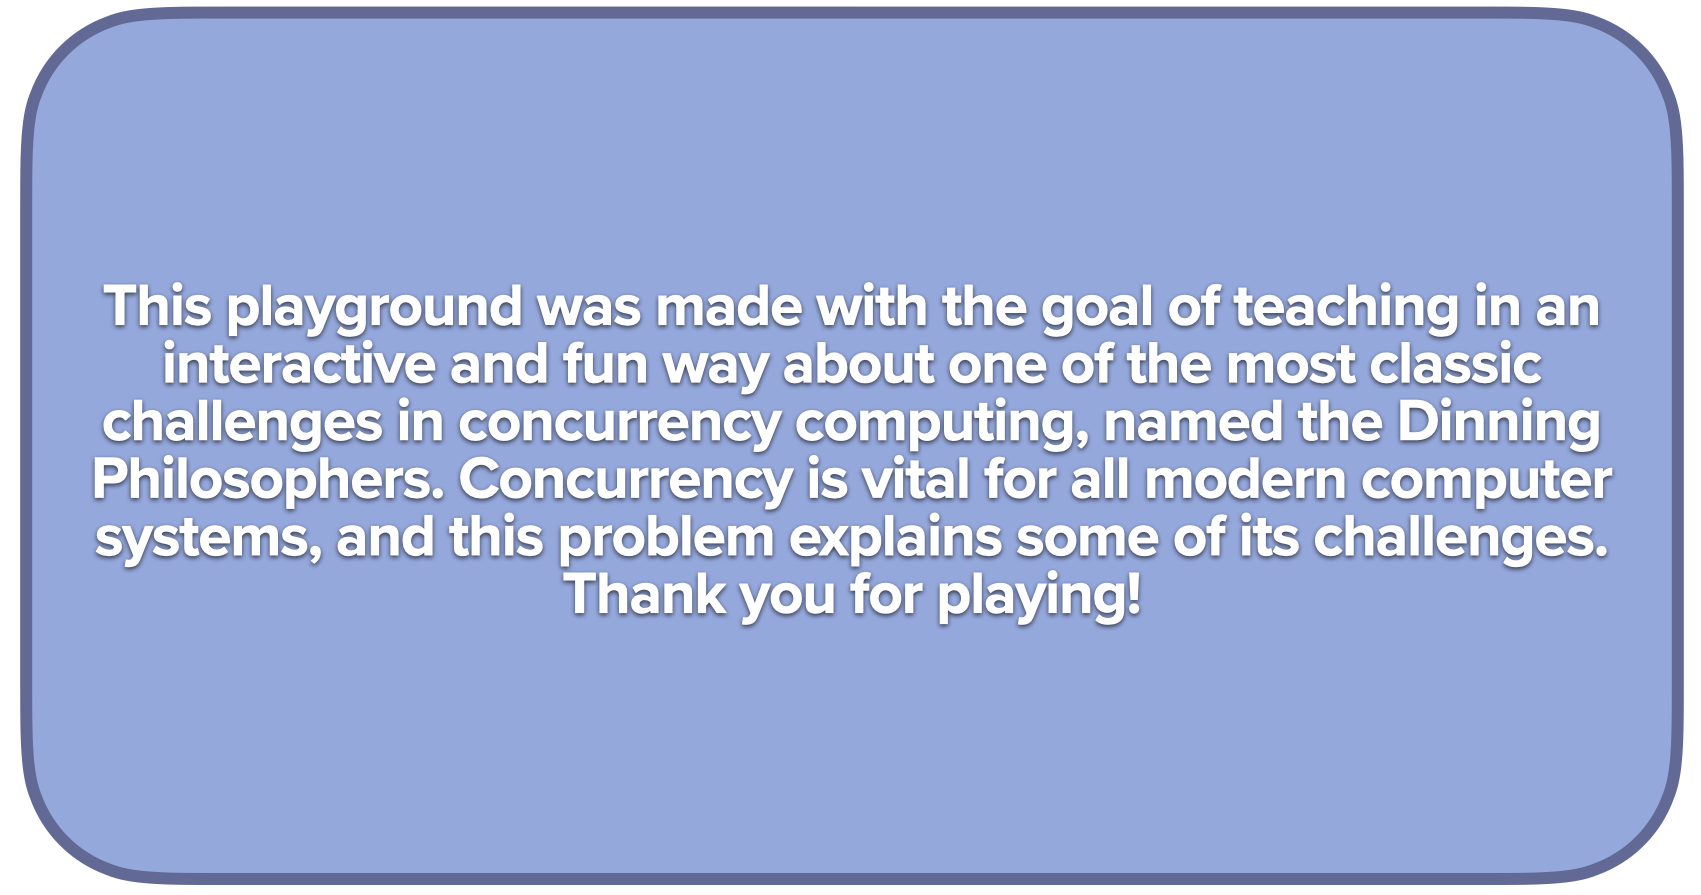 This playground was made with the goal of teaching in an
interactive and fun way about one of the most classic
challenges in concurrency computing, named the Dinning
Philosophers. Concurrency is vital for all modern computer
systems, and this problem explains some of its challenges.
Thank you for playing!